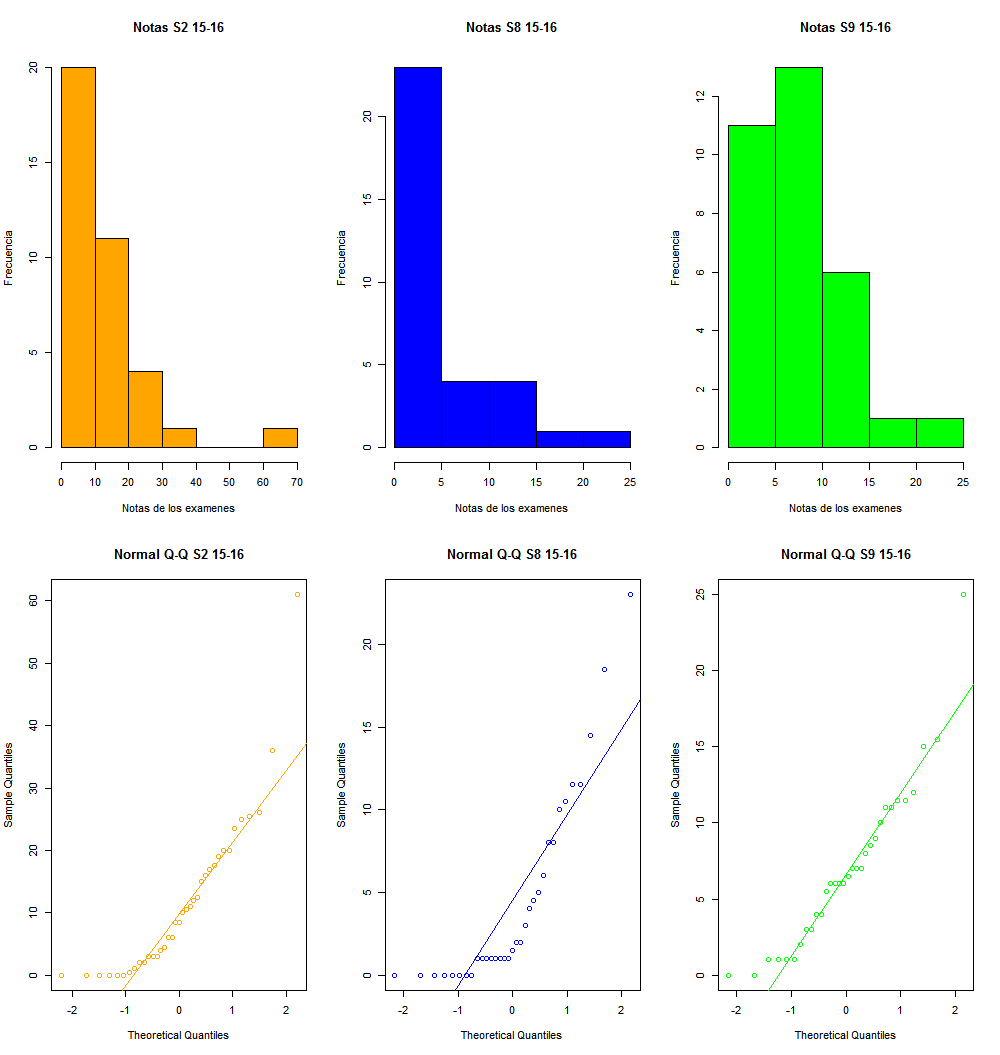 Notas S2 15-16
Frecuencia
20
15
10
5
0
0 10 20 30 40 50 60 70
Notas de los examenes
Notas S8 15-16
Frecuencia
20
15
10
5
0
0 5 10 15 20 25
Notas de los examenes
Notas S9 15-16
Frecuencia
12
10
8
6
4
2
0
0 5 10 15 20 25
Notas de los examenes
Normal Q-Q S2 15-16
Sample Quantiles
60
50
40
30
20
10
0
-2 -1 0 1 2
Theoretical Quantiles
Normal Q-Q S8 15-16
Sample Quantiles
20
15
10
5
0
-2 -1 0 1 2
Theoretical Quantiles
Normal Q-Q S9 15-16
Sample Quantiles
25
20
15
10
5
0
-2 -1 0 1 2
Theoretical Quantiles